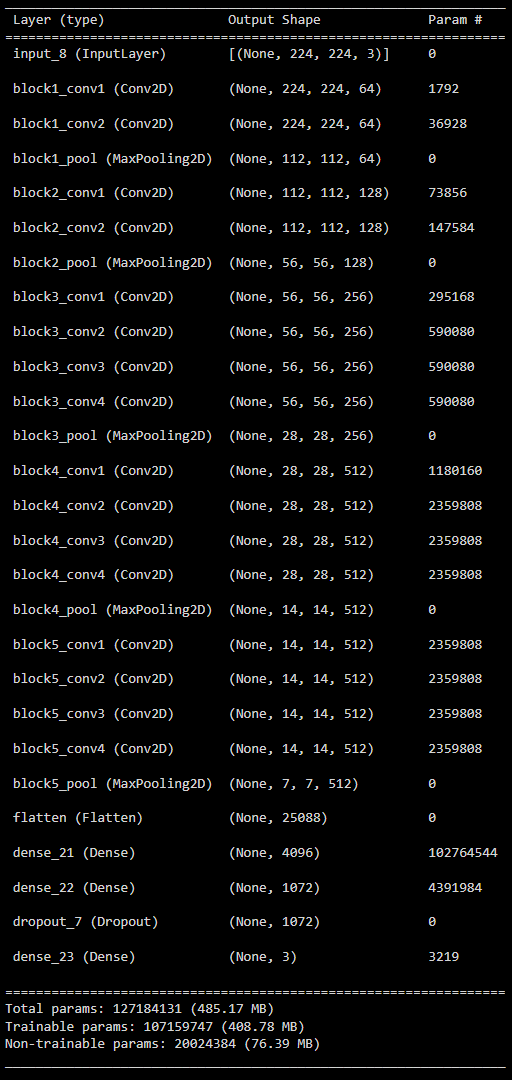 Layer (type) Output Shape Param #
=================================================================
input_8 (InputLayer) [(None, 224, 224, 3)] 0
block1_conv1 (Conv2D) (None, 224, 224, 64) 1792
block1_conv2 (Conv2D) (None, 224, 224, 64) 36928
block1_pool (MaxPooling2D) (None, 112, 112, 64) 0
block2_conv1 (Conv2D) (None, 112, 112, 128) 73856
block2_conv2 (Conv2D) (None, 112, 112, 128) 147584
block2_pool (MaxPooling2D) (None, 56, 56, 128) 0
block3_conv1 (Conv2D) (None, 56, 56, 256) 295168
block3_conv2 (Conv2D) (None, 56, 56, 256) 590080
block3_conv3 (Conv2D) (None, 56, 56, 256) 590080
block3_conv4 (Conv2D) (None, 56, 56, 256) 590080
block3_pool (MaxPooling2D) (None, 28, 28, 256) 0
block4_conv1 (Conv2D) (None, 28, 28, 512) 1180160
block4_conv2 (Conv2D) (None, 28, 28, 512) 2359808
block4_conv3 (Conv2D) (None, 28, 28, 512) 2359808
block4_conv4 (Conv2D) (None, 28, 28, 512) 2359808
block4_pool (MaxPooling2D) (None, 14, 14, 512) 0
block5_conv1 (Conv2D) (None, 14, 14, 512) 2359808
block5_conv2 (Conv2D) (None, 14, 14, 512) 2359808
block5_conv3 (Conv2D) (None, 14, 14, 512) 2359808
block5_conv4 (Conv2D) (None, 14, 14, 512) 2359808
block5_pool (MaxPooling2D) (None, 7, 7, 512) 0
flatten (Flatten) (None, 25088) 0
dense_21 (Dense) (None, 4096) 102764544
dense_22 (Dense) (None, 1072) 4391984
dropout_7 (Dropout) (None, 1072) 0
dense_23 (Dense) (None, 3) 3219
=================================================================
Total params: 127184131 (485.17 MB)
Trainable params: 107159747 (408.78 MB)
Non-trainable params: 20024384 (76.39 MB)